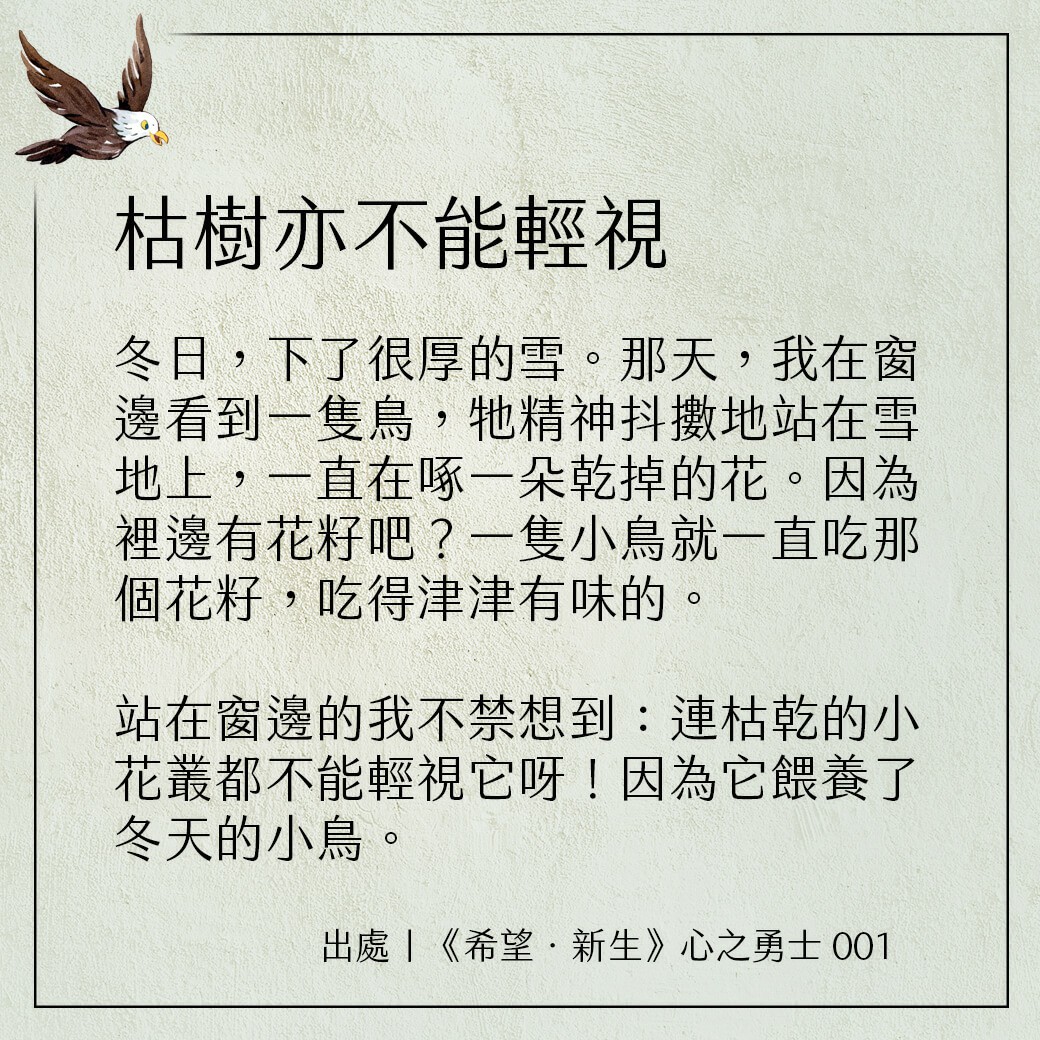 枯樹亦不能輕視
冬日，下了很厚的雪。那天，我在窗
邊看到一隻鳥，牠精神抖擻地站在雪
地上，一直在啄一朵乾掉的花。因為
裡邊有花籽吧？一隻小鳥就一直吃那
個花籽，吃得津津有味的。
站在窗邊的我不禁想到：連枯乾的小
花叢都不能輕視它呀！因為它餵養了
冬天的小鳥。
出處｜《希望．新生》心之勇士 001